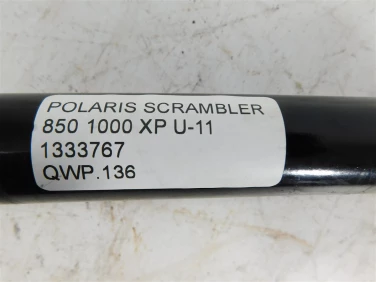 POLARIS SCRAMBLER
850 1000 XP U-11
1333767
QWP.136